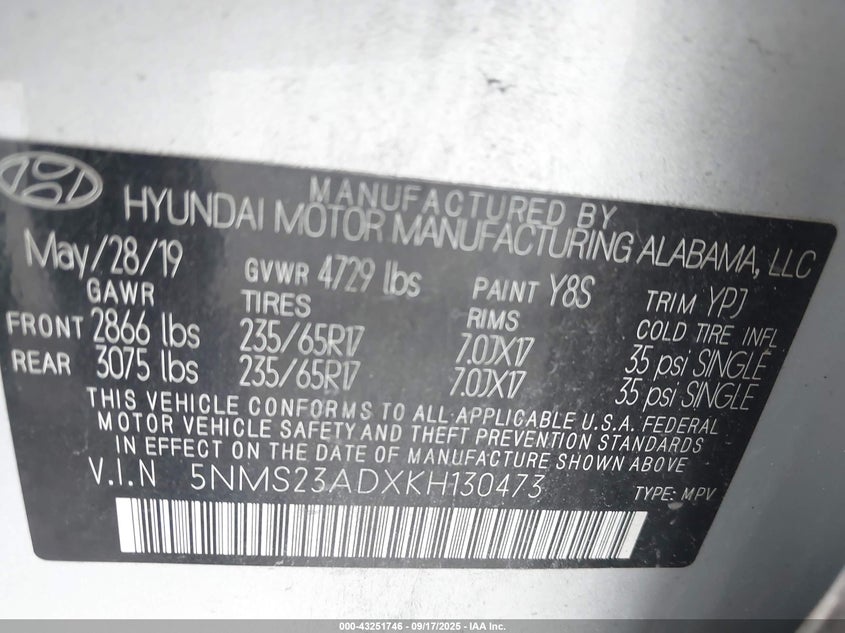 MANUFACTURED BY
HYUNDAI MOTOR MANUFACTURING ALABAMA, LLC
May/28/19 GVWR 4729 lbs PAINT Y8S TRIM YPJ
GAWR TIRES RIMS COLD TIRE INFL
FRONT 2866 lbs 235/65R17 7.0JX17 35 psi SINGLE
REAR 3075 lbs 235/65R17 7.0JX17 35 psi SINGLE
THIS VEHICLE CONFORMS TO ALL APPLICABLE U.S.A. FEDERAL
MOTOR VEHICLE SAFETY AND THEFT PREVENTION STANDARDS
IN EFFECT ON THE DATE OF MANUFACTURE SHOWN ABOVE.
V.I.N 5NMS23ADXKH130473 TYPE: MPV
000-43251746 - 09/17/2025 - IAA Inc.